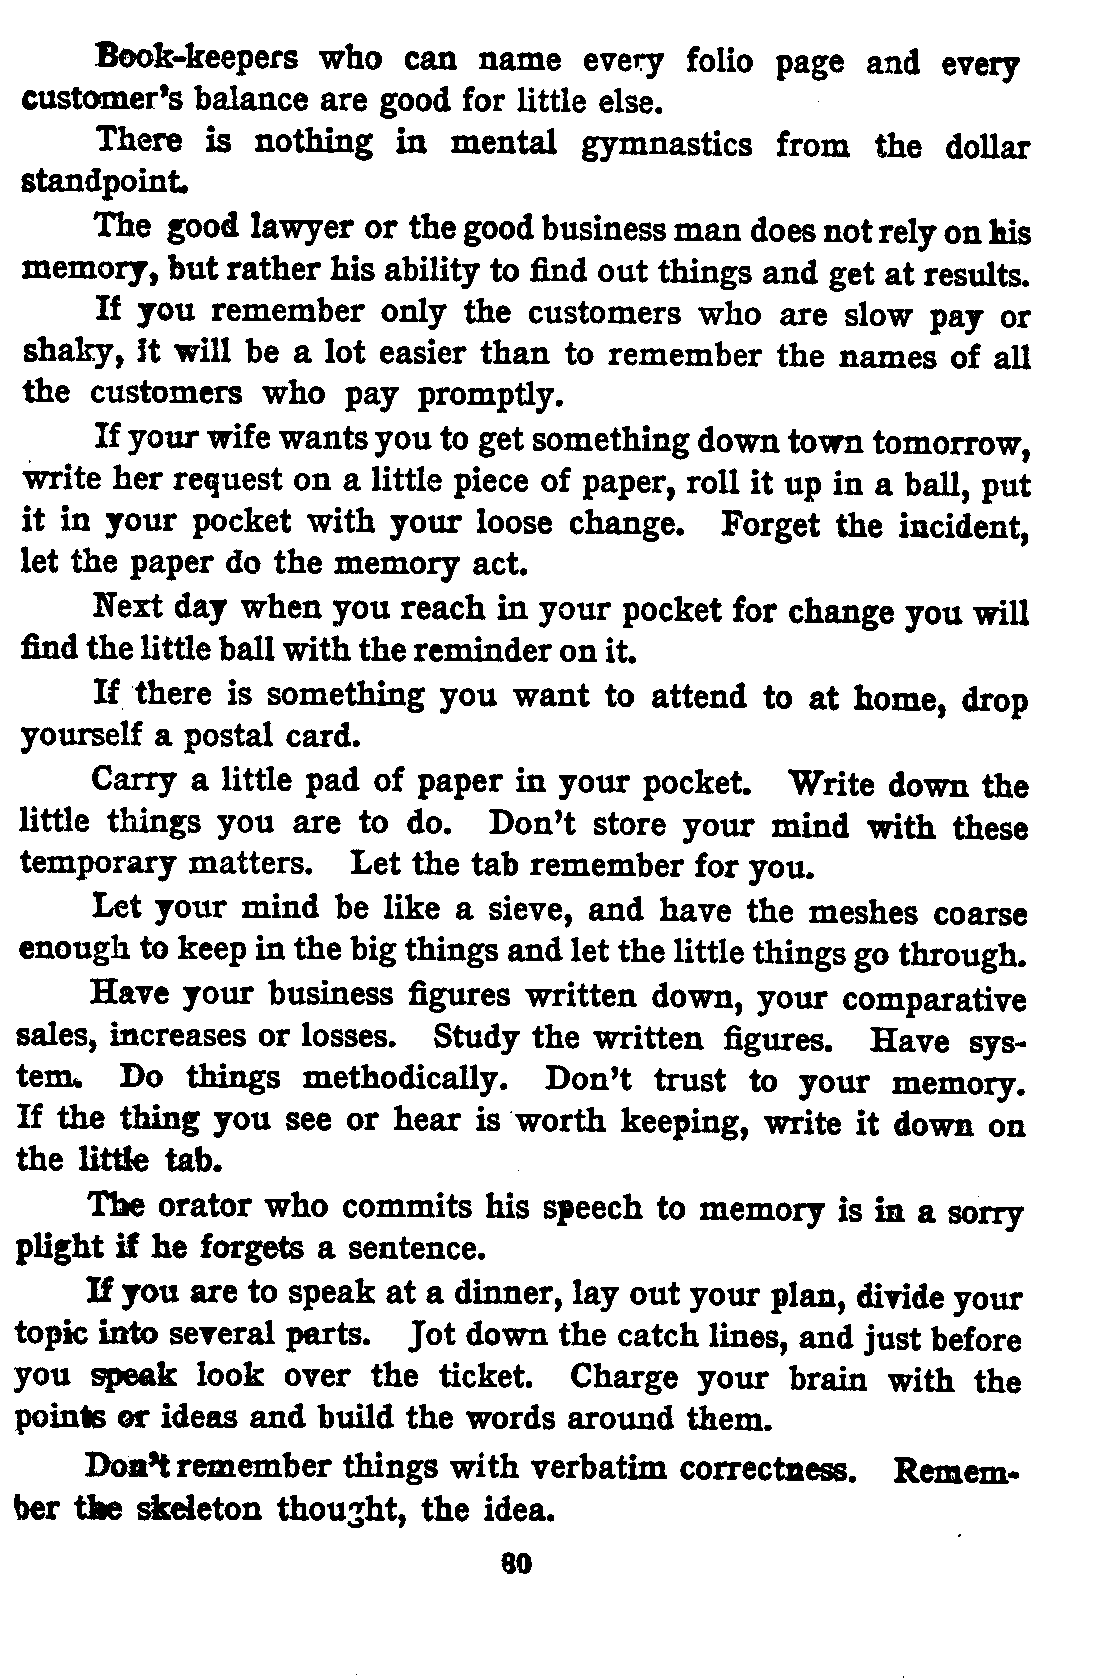 Book-keepers who can name every folio page and every
customer's balance are good for little else.
There is nothing in mental gymnastics from the dollar
standpoint.
The good lawyer or the good business man does not rely on his
memory, but rather his ability to find out things and get at results.
If you remember only the customers who are slow pay or
shaky, it will be a lot easier than to remember the names of all
the customers who pay promptly.
If your wife wants you to get something down town tomorrow,
write her request on a little piece of paper, roll it up in a ball, put
it in your pocket with your loose change. Forget the incident,
let the paper do the memory act.
Next day when you reach in your pocket for change you will
find the little ball with the reminder on it.
If there is something you want to attend to at home, drop
yourself a postal card.
Carry a little pad of paper in your pocket. Write down the
little things you are to do. Don't store your mind with these
temporary matters. Let the tab remember for you.
Let your mind be like a sieve, and have the meshes coarse
enough to keep in the big things and let the little things go through.
Have your business figures written down, your comparative
sales, increases or losses. Study the written figures. Have sys-
tem. Do things methodically. Don't trust to your memory.
If the thing you see or hear is worth keeping, write it down on
the little tab.
The orator who commits his speech to memory is in a sorry
plight if he forgets a sentence.
If you are to speak at a dinner, lay out your plan, divide your
topic into several parts. Jot down the catch lines, and just before
you speak look over the ticket. Charge your brain with the
points or ideas and build the words around them.
Don't remember things with verbatim correctness. Remem-
ber the skeleton thought, the idea.
80